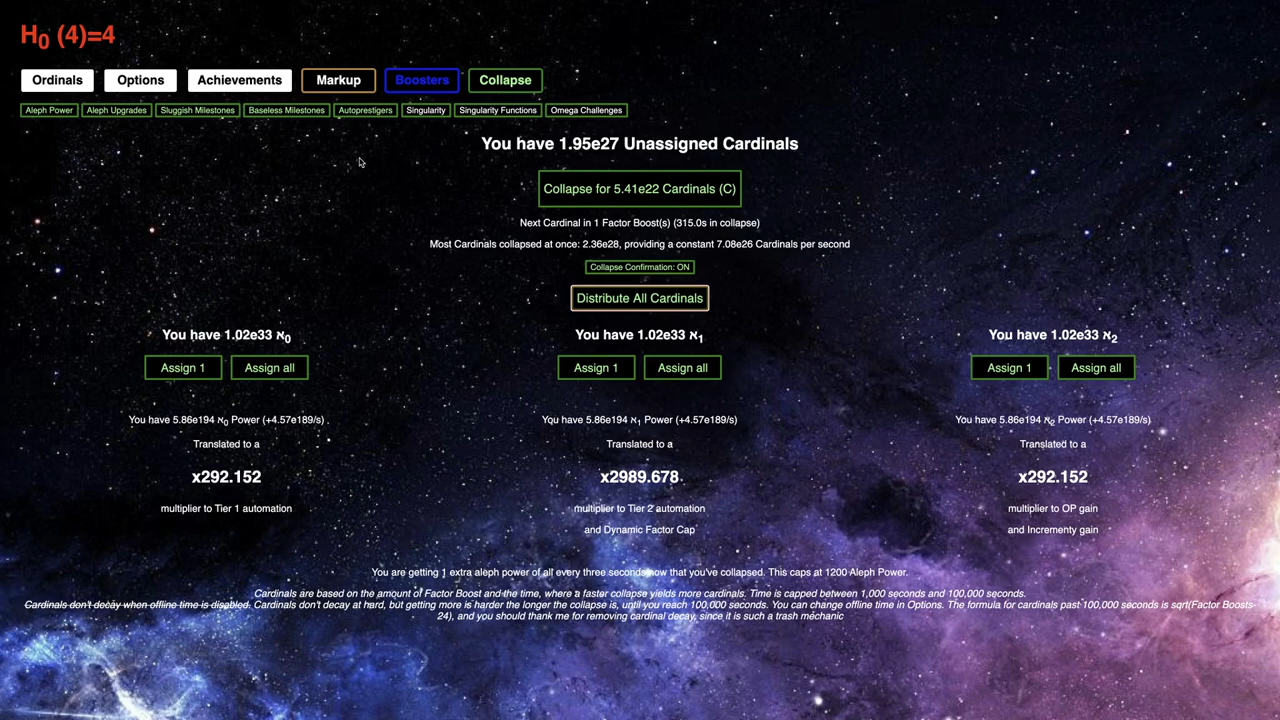 H0 (4)=4
Ordinals Options Achievements Markup Boosters Collapse
Aleph Power Aleph Upgrades Sluggish Milestones Baseless Milestones Autoprestigers Singularity Singularity Functions Omega Challenges
You have 1.95e27 Unassigned Cardinals
Collapse for 5.41e22 Cardinals (C)
Next Cardinal in 1 Factor Boost(s) (315.0s in collapse)
Most Cardinals collapsed at once: 2.36e28, providing a constant 7.08e26 Cardinals per second
Collapse Confirmation: ON
Distribute All Cardinals
You have 1.02e33 ℵ0 You have 1.02e33 ℵ1 You have 1.02e33 ℵ2
Assign 1 Assign all Assign 1 Assign all Assign 1 Assign all
You have 5.86e194 ℵ0 Power (+4.57e189/s) You have 5.86e194 ℵ1 Power (+4.57e189/s) You have 5.86e194 ℵ2 Power (+4.57e189/s)
Translated to a Translated to a Translated to a
x292.152 x2989.678 x292.152
multiplier to Tier 1 automation multiplier to Tier 2 automation multiplier to OP gain
and Dynamic Factor Cap and Incrementy gain
You are getting 1 extra aleph power of all every three seconds now that you've collapsed. This caps at 1200 Aleph Power.
Cardinals are based on the amount of Factor Boost and the time, where a faster collapse yields more cardinals. Time is capped between 1,000 seconds and 100,000 seconds.
Cardinals don't decay when offline time is disabled. Cardinals don't decay at hard, but getting more is harder the longer the collapse is, until you reach 100,000 seconds. You can change offline time in Options. The formula for cardinals past 100,000 seconds is sqrt(Factor Boosts-
24), and you should thank me for removing cardinal decay, since it is such a trash mechanic